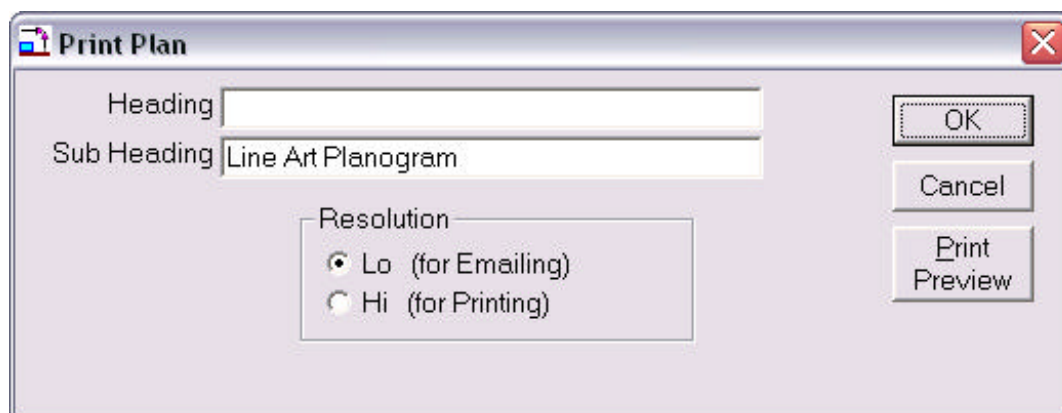 Print Plan
Heading
Sub Heading Line Art Planogram
Resolution
Lo (for Emailing)
Hi (for Printing)
OK
Cancel
Print
Preview